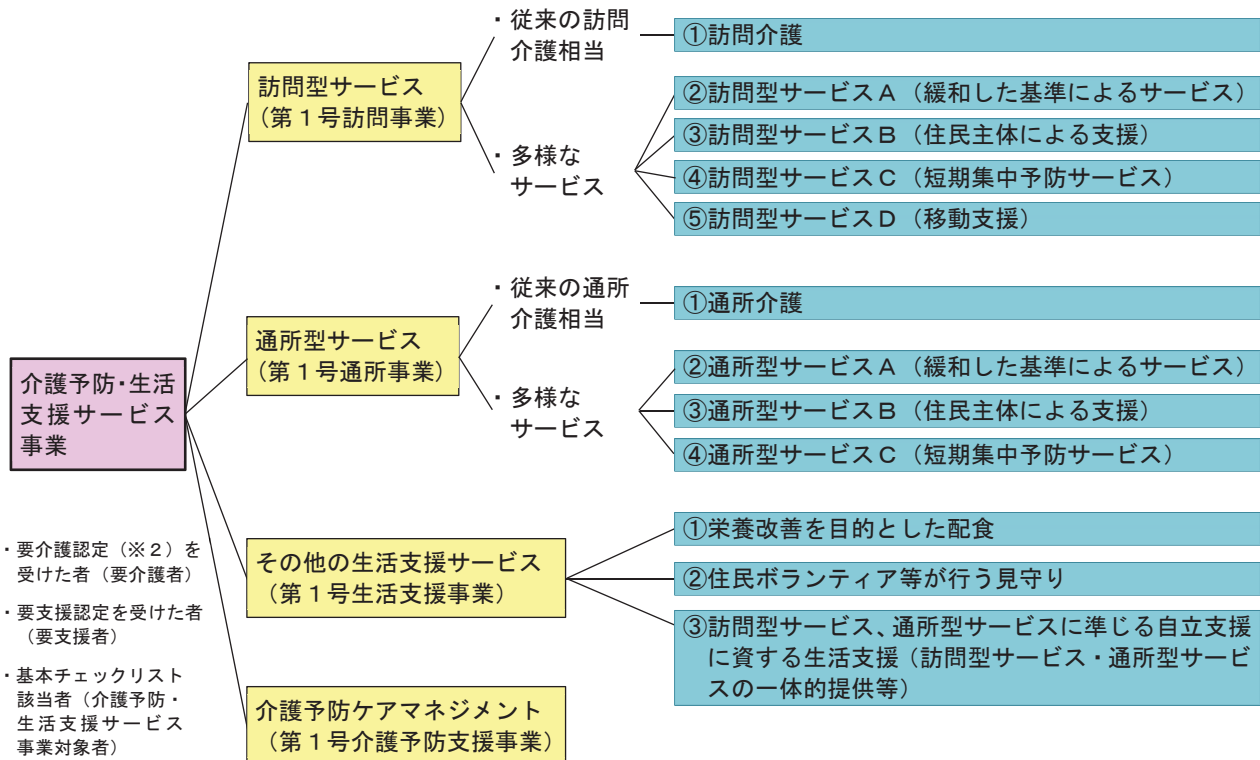 介護予防・生活
支援サービス
事業
・要介護認定（※２）を
受けた者（要介護者）
・要支援認定を受けた者
（要支援者）
・基本チェックリスト
該当者（介護予防・
生活支援サービス
事業対象者）
訪問型サービス
（第１号訪問事業）
・従来の訪問
介護相当
①訪問介護
・多様な
サービス
②訪問型サービスＡ（緩和した基準によるサービス）
③訪問型サービスＢ（住民主体による支援）
④訪問型サービスＣ（短期集中予防サービス）
⑤訪問型サービスＤ（移動支援）
通所型サービス
（第１号通所事業）
・従来の通所
介護相当
①通所介護
・多様な
サービス
②通所型サービスＡ（緩和した基準によるサービス）
③通所型サービスＢ（住民主体による支援）
④通所型サービスＣ（短期集中予防サービス）
その他の生活支援サービス
（第１号生活支援事業）
①栄養改善を目的とした配食
②住民ボランティア等が行う見守り
③訪問型サービス、通所型サービスに準じる自立支援
に資する生活支援（訪問型サービス・通所型サービ
スの一体的提供等）
介護予防ケアマネジメント
（第１号介護予防支援事業）